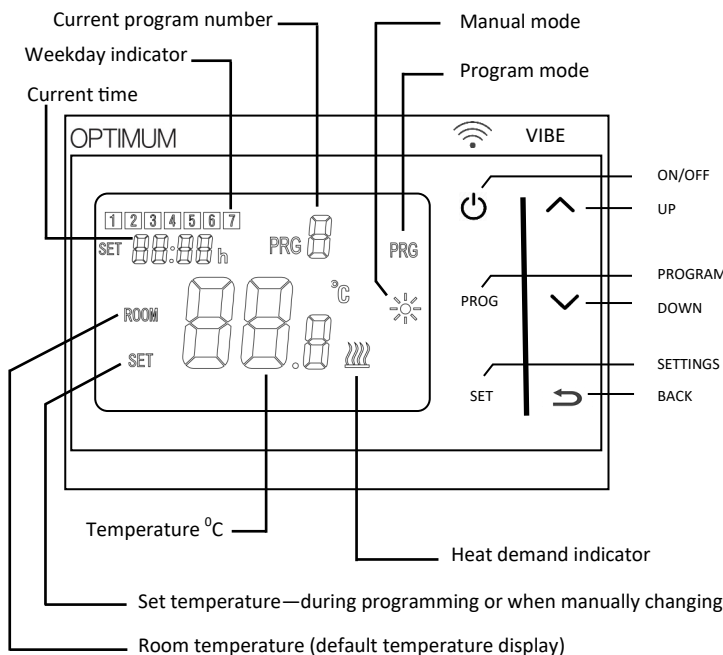 Current program number
Manual mode
Weekday indicator
Program mode
Current time
OPTIMUM
VIBE
ON/OFF
1 2 3 4 5 6 7
UP
SET 88:88 h
PRG 8
PRG
PROGRAM
°C
PROG
DOWN
ROOM
88.8
SET
SETTINGS
SET
BACK
Temperature ⁰C
Heat demand indicator
Set temperature—during programming or when manually changing
Room temperature (default temperature display)